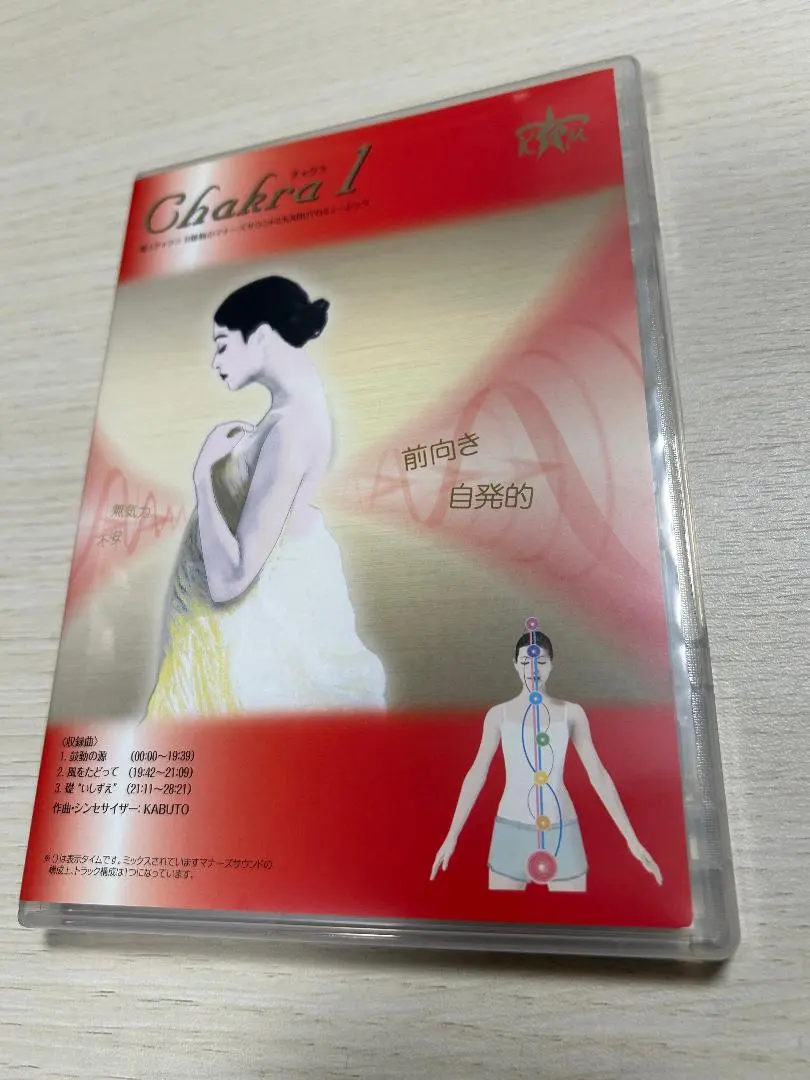 チャクラ
Chakra 1
前向き
自発的
無気力
不安
〈収録曲〉
1. 鼓動の源 (00:00～19:39)
2. 風をたどって (19:42～21:09)
3. 礎 "いしずえ" (21:11～28:21)
作曲・シンセサイザー: KABUTO
※( )は表示タイムです。ミックスされていますマナーズサウンドの
構成上、トラック構成は1つになっています。